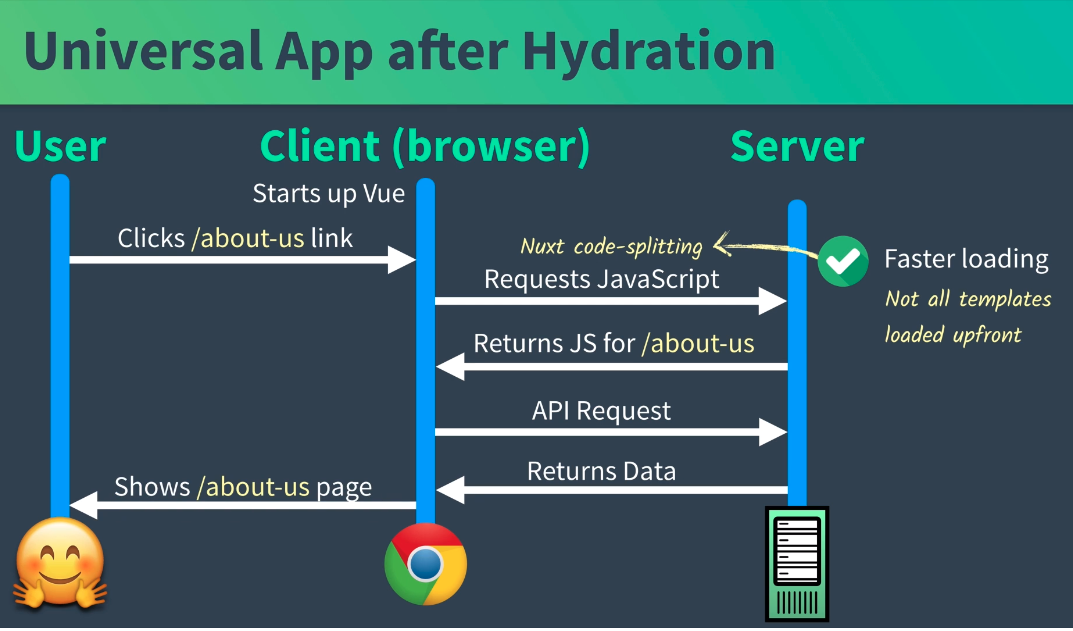 Universal App after Hydration
User
Client (browser)
Server
Starts up Vue
Clicks /about-us link
Nuxt code-splitting
Requests JavaScript
Faster loading
Not all templates
loaded upfront
Returns JS for /about-us
API Request
Returns Data
Shows /about-us page